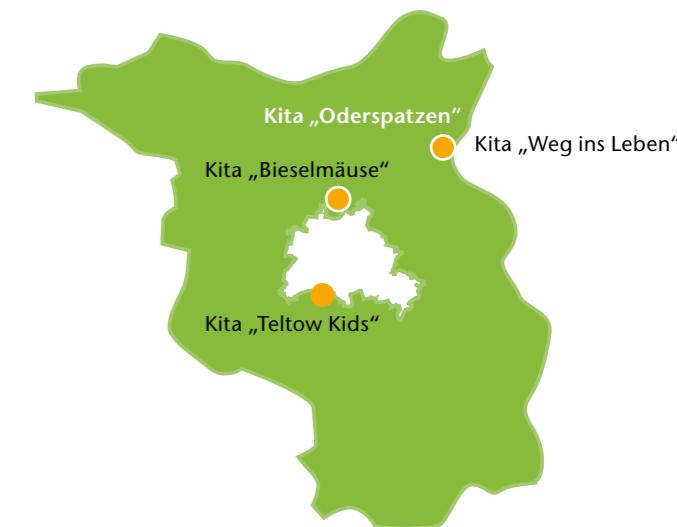 Kita „Oderspatzen“
Kita „Weg ins Leben“
Kita „Bieselmäuse“
Kita „Teltow Kids“